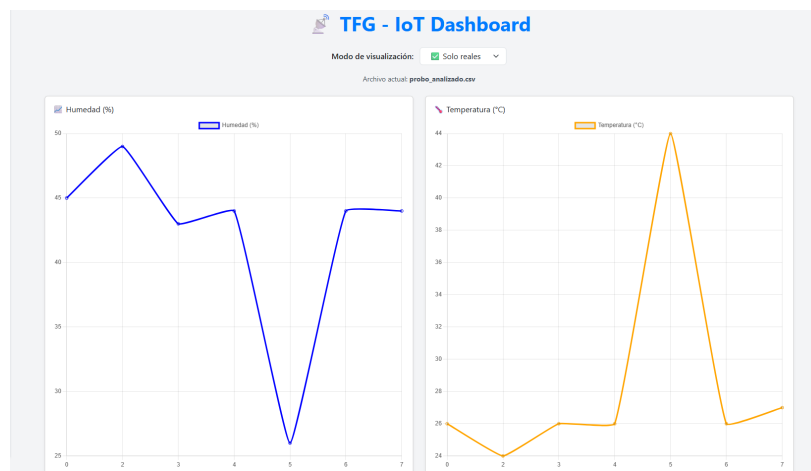 TFG - IoT Dashboard
Modo de visualización: Solo reales
Archivo actual: probo_analizado.csv
Humedad (%)
Humedad (%)
50
45
40
35
30
25
0 2 3 4 5 6 7
Temperatura (°C)
Temperatura (°C)
44
42
40
38
36
34
32
30
28
26
24
0 2 3 4 5 6 7